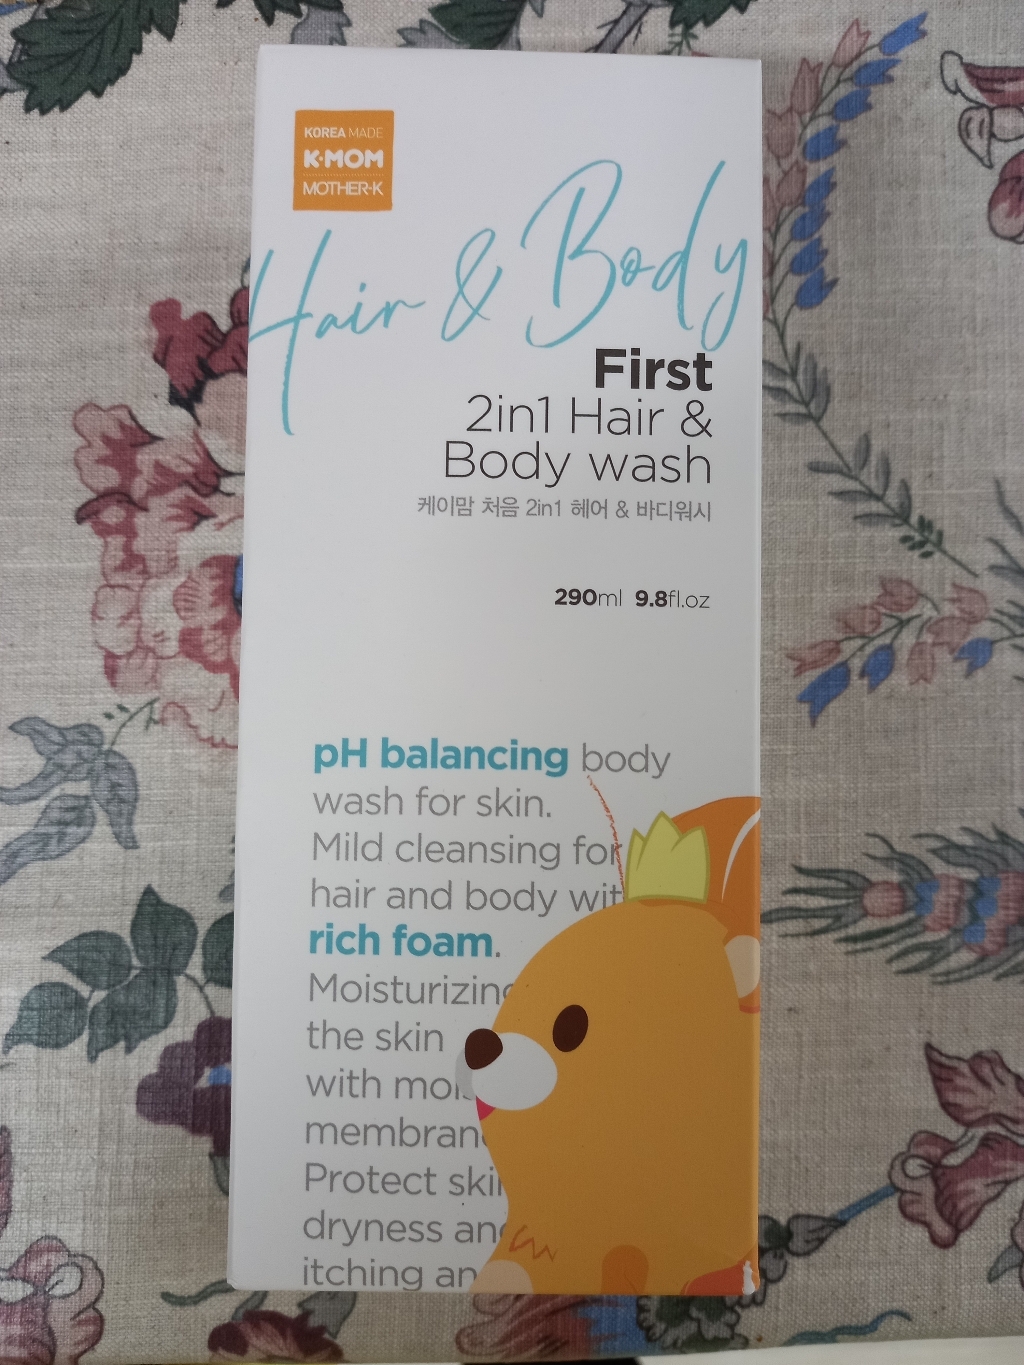 KOREA MADE
K·MOM
MOTHER-K
Hair & Body
First
2in1 Hair &
Body wash
케이맘 처음 2in1 헤어 & 바디워시
290ml 9.8fl.oz
pH balancing body
wash for skin.
Mild cleansing for
hair and body wit
rich foam.
Moisturizing
the skin
with mois
membran
Protect ski
dryness an
itching an